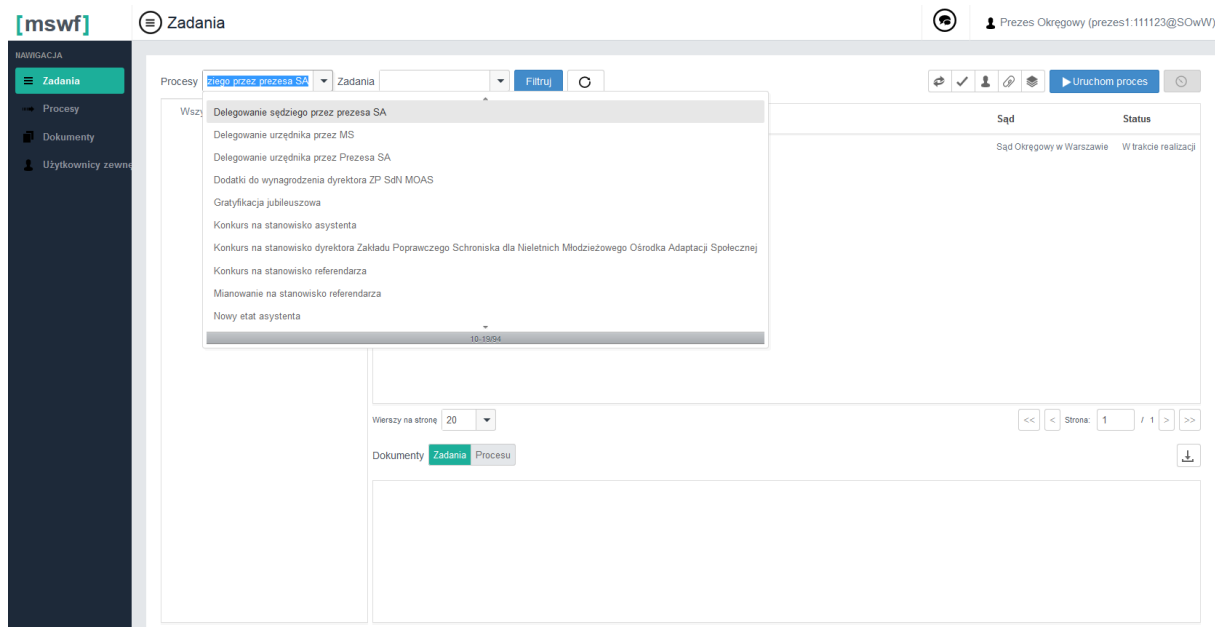 [mswf]
Zadania
Prezes Okręgowy (prezes1:111123@SOwW)
NAWIGACJA
Zadania
Procesy
Dokumenty
Użytkownicy zewnę
Procesy ziego przez prezesa SA Zadania Filtruj Uruchom proces
Wszy
Sąd Status
Sąd Okręgowy w Warszawie W trakcie realizacji
Delegowanie sędziego przez prezesa SA
Delegowanie urzędnika przez MS
Delegowanie urzędnika przez Prezesa SA
Dodatki do wynagrodzenia dyrektora ZP SdN MOAS
Gratyfikacja jubileuszowa
Konkurs na stanowisko asystenta
Konkurs na stanowisko dyrektora Zakładu Poprawczego Schroniska dla Nieletnich Młodzieżowego Ośrodka Adaptacji Społecznej
Konkurs na stanowisko referendarza
Mianowanie na stanowisko referendarza
Nowy etat asystenta
10-19/94
Wierszy na stronę 20 << < Strona: 1 / 1 > >>
Dokumenty Zadania Procesu